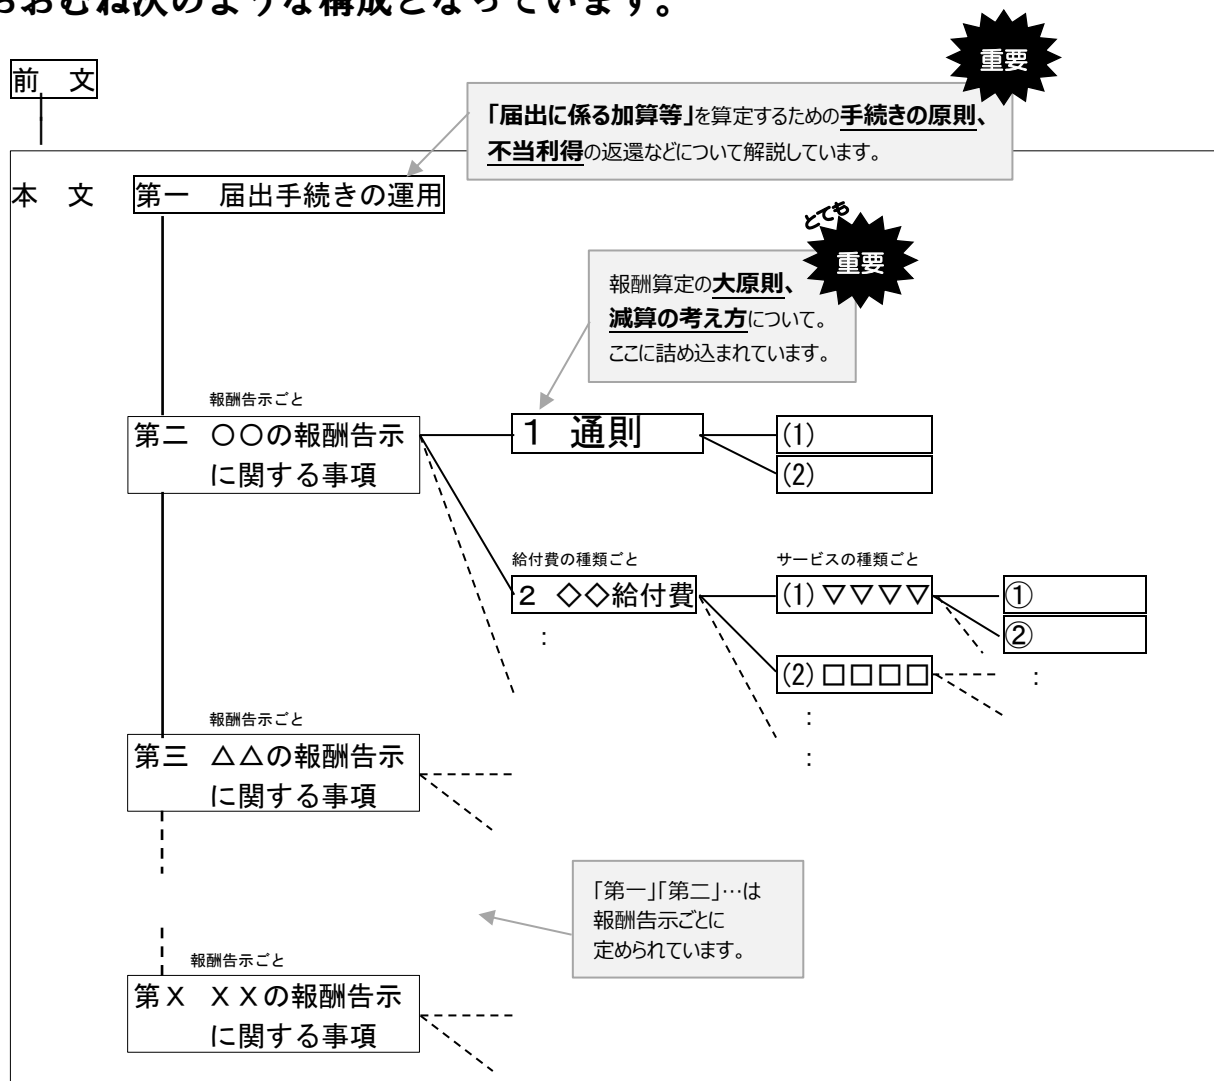 おおむね次のような構成となっています。
重要
前　文
「届出に係る加算等」を算定するための手続きの原則、
不当利得の返還などについて解説しています。
本　文
第一　届出手続きの運用
とても
重要
報酬算定の大原則、
減算の考え方について。
ここに詰め込まれています。
報酬告示ごと
第二　〇〇の報酬告示
に関する事項
１　通則
(1)
(2)
給付費の種類ごと
サービスの種類ごと
２　◇◇給付費
：
(1)▽▽▽▽
①
②
：
(2)□□□□
：
：
報酬告示ごと
第三　△△の報酬告示
に関する事項
「第一」「第二」…は
報酬告示ごとに
定められています。
報酬告示ごと
第Ｘ　ＸＸの報酬告示
に関する事項